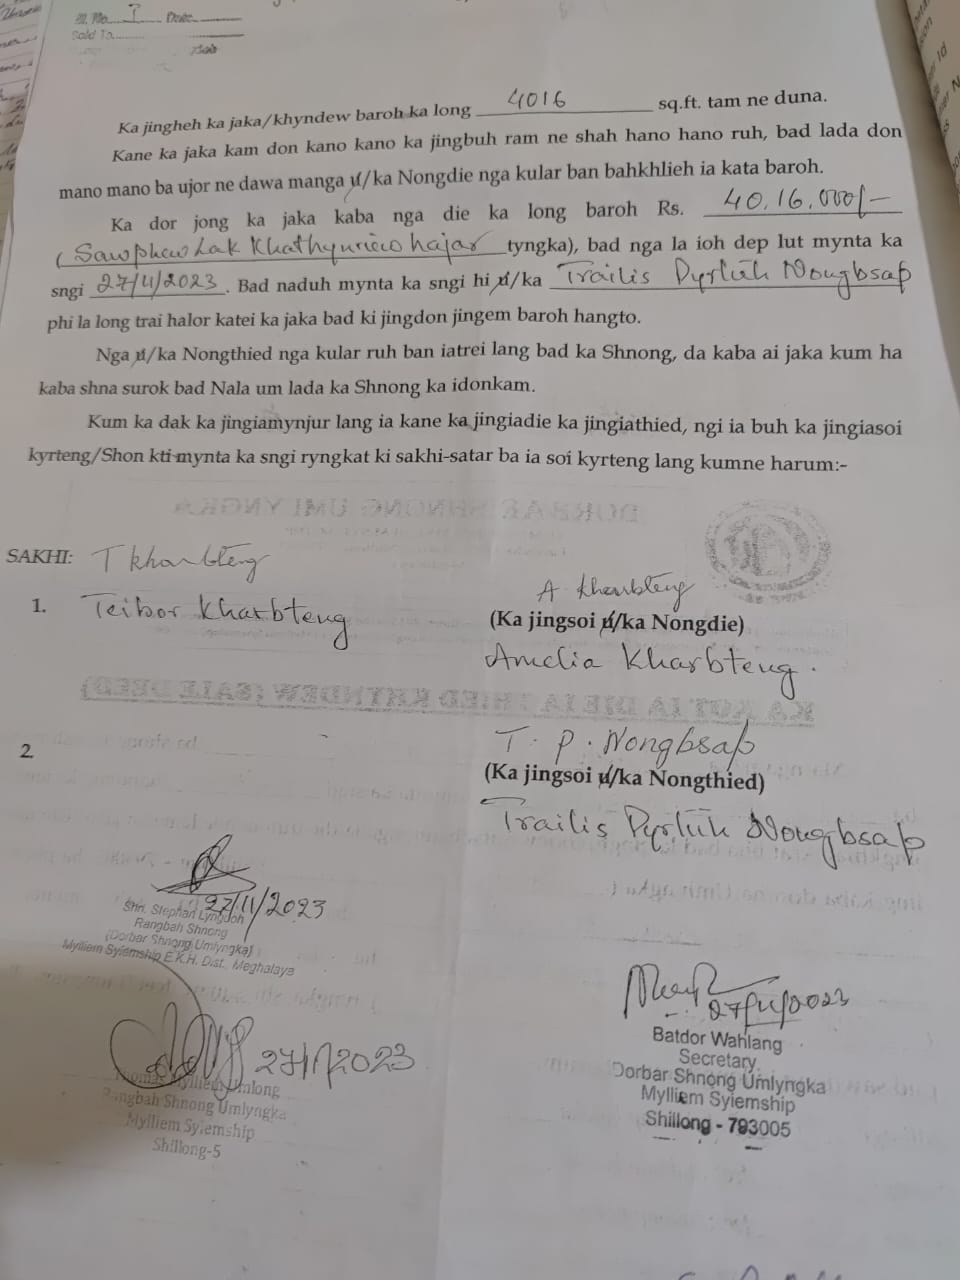 Sl. No. 1 Date
Sold To
Ka jingheh ka jaka/khyndew baroh ka long 4016 sq.ft. tam ne duna.
Kane ka jaka kam don kano kano ka jingbuh ram ne shah hano hano ruh, bad lada don
mano mano ba ujor ne dawa manga u/ka Nongdie nga kular ban bahkhlieh ia kata baroh.
Ka dor jong ka jaka kaba nga die ka long baroh Rs. 40,16,000/-
(Sawphew Lak Khathynriew hajar tyngka), bad nga la ioh dep lut mynta ka
sngi 27/11/2023. Bad naduh mynta ka sngi hi u/ka Trailis Pyrluh Nongbsap
phi la long trai halor katei ka jaka bad ki jingdon jingem baroh hangto.
Nga u/ka Nongthied nga kular ruh ban iatrei lang bad ka Shnong, da kaba ai jaka kum ha
kaba shna surok bad Nala um lada ka Shnong ka idonkam.
Kum ka dak ka jingiamynjur lang ia kane ka jingiadie ka jingiathied, ngi ia buh ka jingiasoi
kyrteng/Shon kti mynta ka sngi ryngkat ki sakhi-satar ba ia soi kyrteng lang kumne harum:-
SAKHI: T Kharbteng
1. Teibor Kharbteng
A Kharbteng
(Ka jingsoi u/ka Nongdie)
Amelia Kharbteng.
2.
T. P. Nongbsap
(Ka jingsoi u/ka Nongthied)
Trailis Pyrluh Nongbsap
27/11/2023
Shri. Stephan Lyngdoh
Rangbah Shnong
(Dorbar Shnong Umlyngka)
Mylliem Syiemship E.K.H. Dist. Meghalaya
27/11/2023
Thomas Mylliem Umlong
Rangbah Shnong Umlyngka
Mylliem Syiemship
Shillong-5
27/11/2023
Batdor Wahlang
Secretary
Dorbar Shnong Umlyngka
Mylliem Syiemship
Shillong - 793005